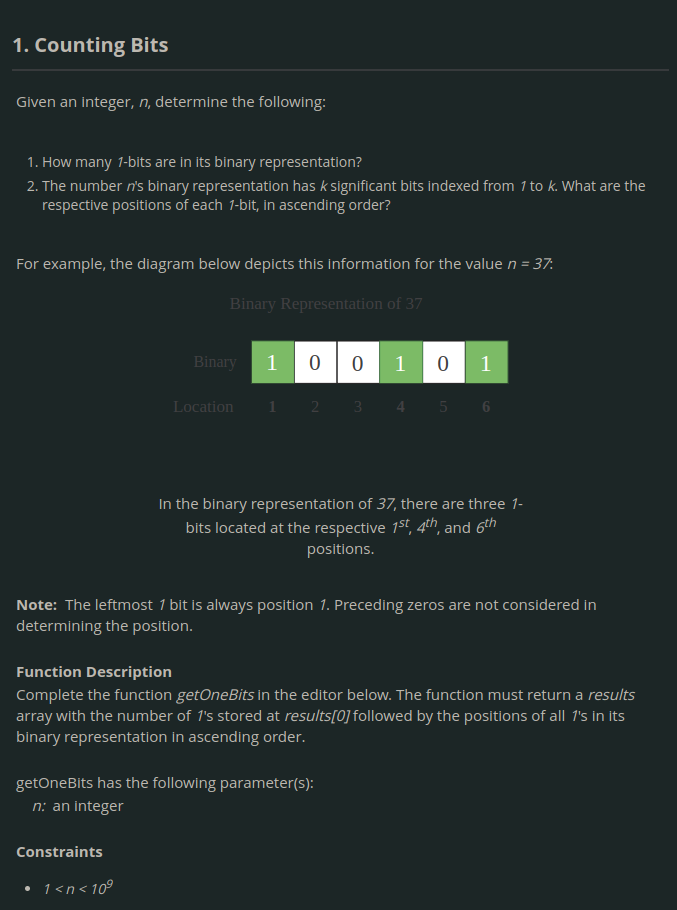 1. Counting Bits
Given an integer, n, determine the following:
1. How many 1-bits are in its binary representation?
2. The number n's binary representation has k significant bits indexed from 1 to k. What are the
respective positions of each 1-bit, in ascending order?
For example, the diagram below depicts this information for the value n = 37:
Binary Representation of 37
Binary 1 0 0 1 0 1
Location 1 2 3 4 5 6
In the binary representation of 37, there are three 1-
bits located at the respective 1st, 4th, and 6th
positions.
Note: The leftmost 1 bit is always position 1. Preceding zeros are not considered in
determining the position.
Function Description
Complete the function getOneBits in the editor below. The function must return a results
array with the number of 1's stored at results[0] followed by the positions of all 1's in its
binary representation in ascending order.
getOneBits has the following parameter(s):
n: an integer
Constraints
• 1 < n < 10⁹